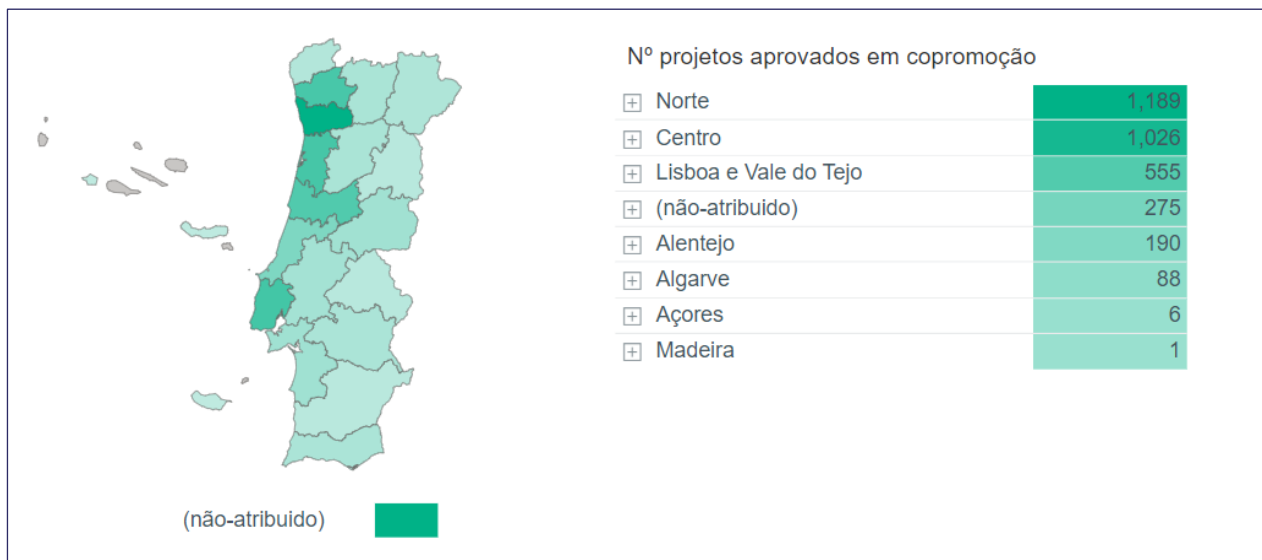 Nº projetos aprovados em copromoção
Norte 1,189
Centro 1,026
Lisboa e Vale do Tejo 555
(não-atribuido) 275
Alentejo 190
Algarve 88
Açores 6
Madeira 1
(não-atribuido)